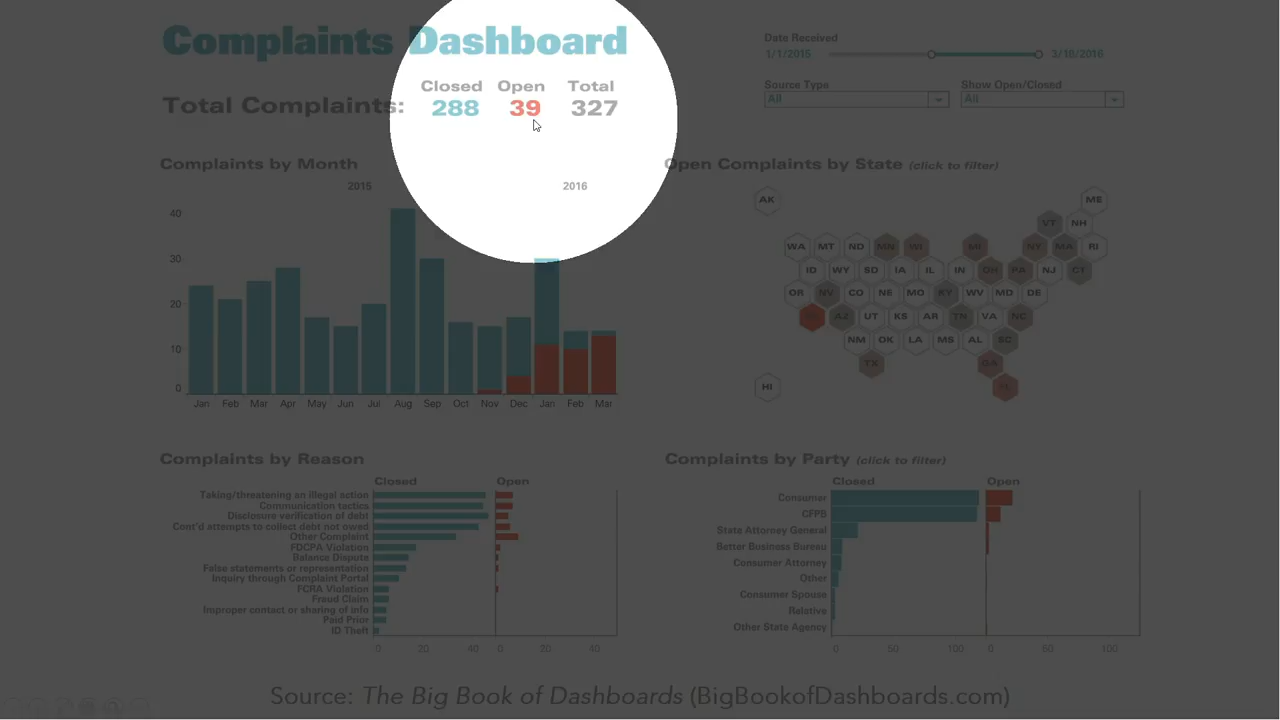 Complaints Dashboard
Date Received
1/1/2015 3/16/2016
Closed Open Total
Source Type Show Open/Closed
Total Complaints: 288 39 327
All All
Complaints by Month
Open Complaints by State (click to filter)
2015 2016
40
30
20
10
0
Jan Feb Mar Apr May Jun Jul Aug Sep Oct Nov Dec Jan Feb Mar
AK ME
VT NH
WA MT ND MN WI MI NY MA RI
ID WY SD IA IL IN OH PA NJ CT
OR NV CO NE MO KY WV MD DE
AZ UT KS AR TN VA NC
NM OK LA MS AL SC
TX GA
HI
Complaints by Reason
Closed Open
Taking/threatening an illegal action
Communication tactics
Disclosure verification of debt
Cont'd attempts to collect debt not owed
Other Complaint
FDCPA Violation
Balance Dispute
False statements or representation
Inquiry through Complaint Portal
FCRA Violation
Fraud Claim
Improper contact or sharing of info
Paid Prior
ID Theft
0 20 40 0 20 40
Complaints by Party (click to filter)
Closed Open
Consumer
CFPB
State Attorney General
Better Business Bureau
Consumer Attorney
Other
Consumer Spouse
Relative
Other State Agency
0 50 100 0 50 100
Source: The Big Book of Dashboards (BigBookofDashboards.com)